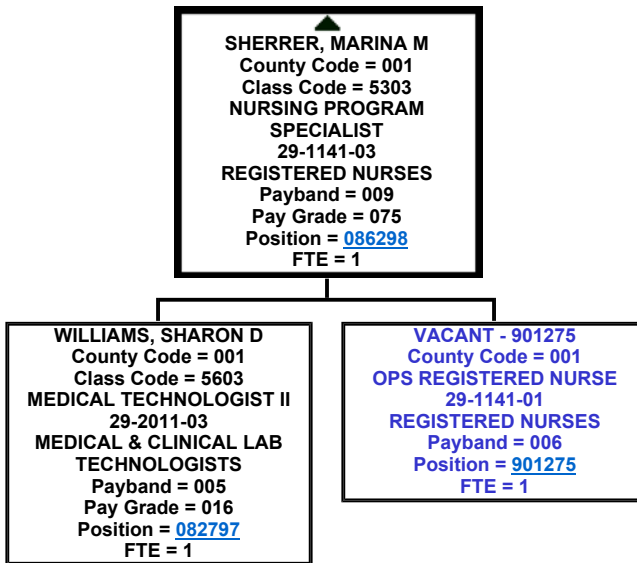 SHERRER, MARINA M
County Code = 001
Class Code = 5303
NURSING PROGRAM
SPECIALIST
29-1141-03
REGISTERED NURSES
Payband = 009
Pay Grade = 075
Position = 086298
FTE = 1
WILLIAMS, SHARON D
County Code = 001
Class Code = 5603
MEDICAL TECHNOLOGIST II
29-2011-03
MEDICAL & CLINICAL LAB
TECHNOLOGISTS
Payband = 005
Pay Grade = 016
Position = 082797
FTE = 1
VACANT - 901275
County Code = 001
OPS REGISTERED NURSE
29-1141-01
REGISTERED NURSES
Payband = 006
Position = 901275
FTE = 1